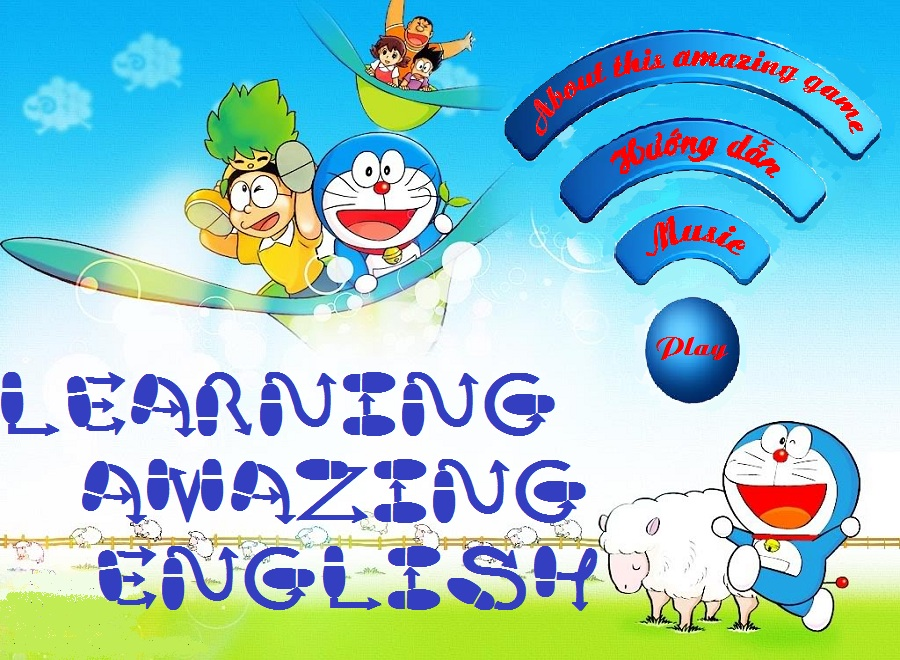 About this amazing game
Hướng dẫn
Music
Play
LEARNING
AMAZING
ENGLISH